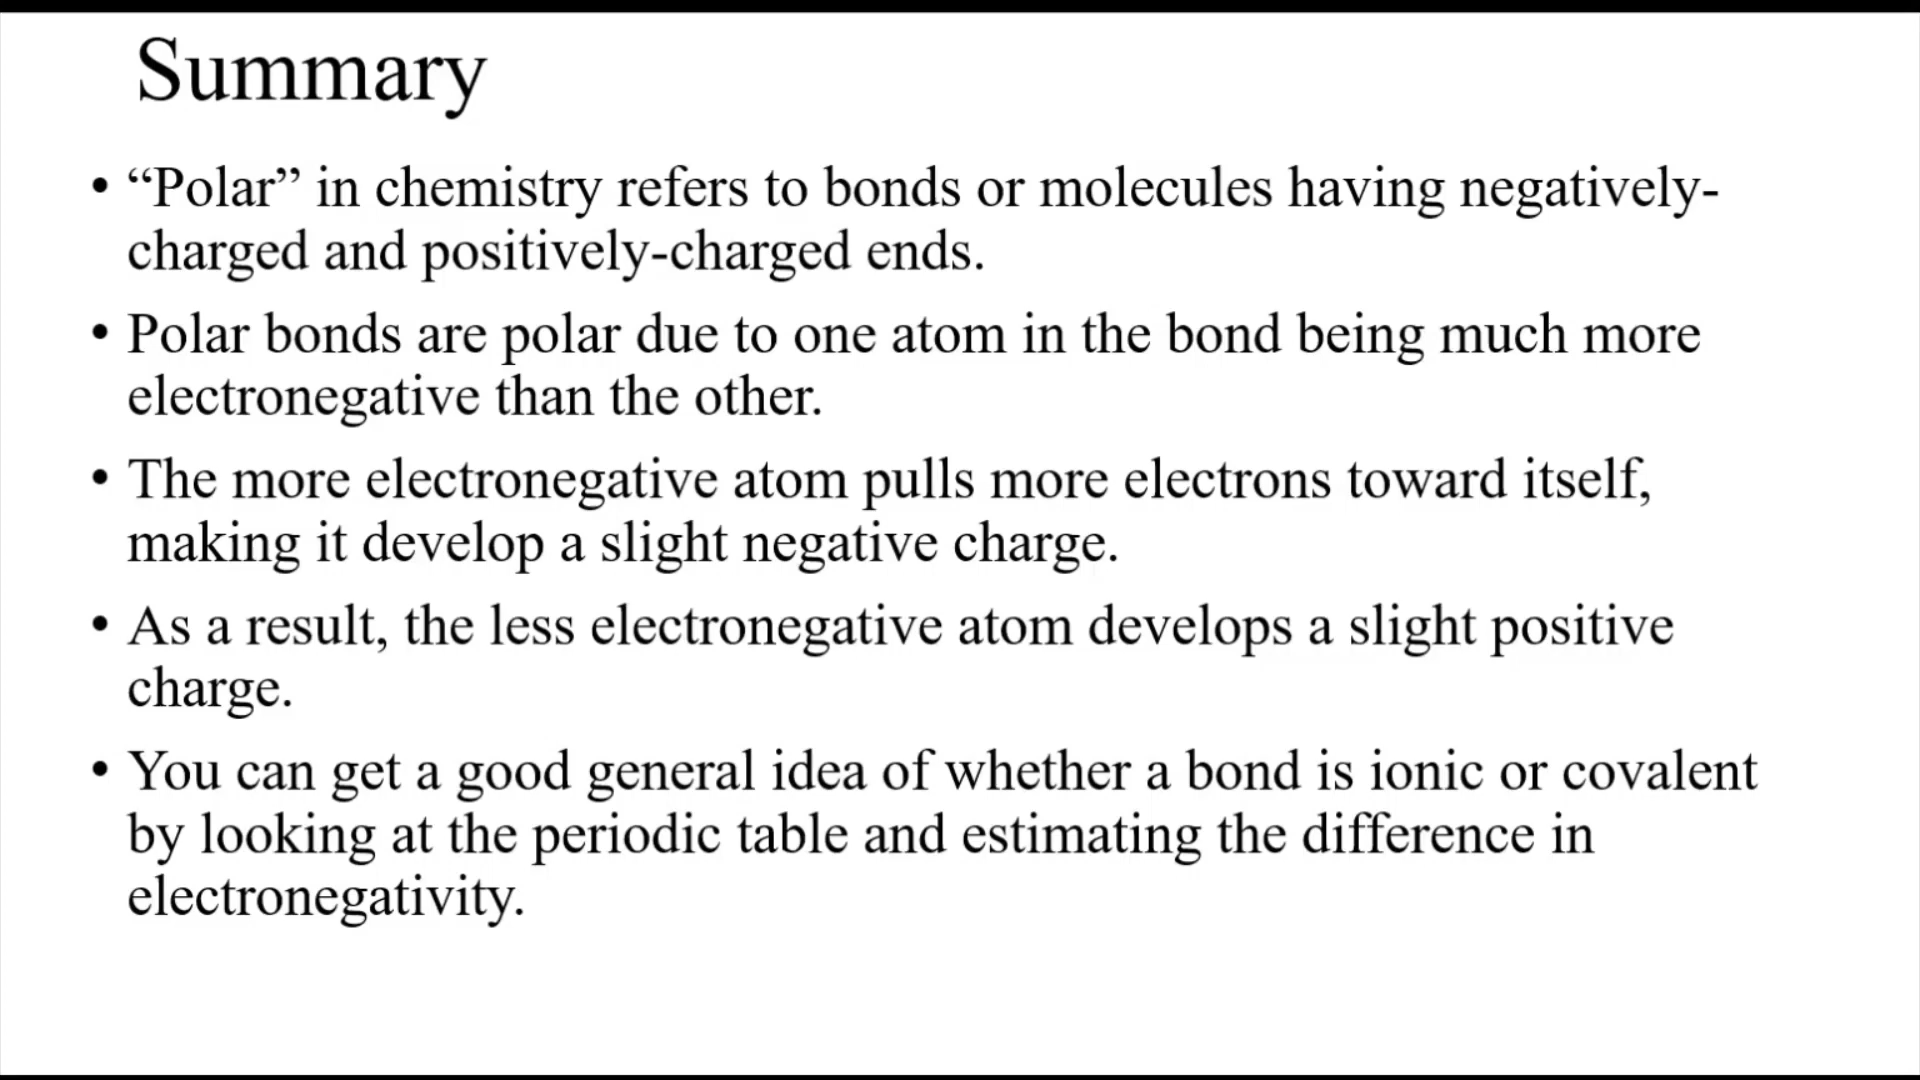 Summary
• “Polar” in chemistry refers to bonds or molecules having negatively-
charged and positively-charged ends.
• Polar bonds are polar due to one atom in the bond being much more
electronegative than the other.
• The more electronegative atom pulls more electrons toward itself,
making it develop a slight negative charge.
• As a result, the less electronegative atom develops a slight positive
charge.
• You can get a good general idea of whether a bond is ionic or covalent
by looking at the periodic table and estimating the difference in
electronegativity.